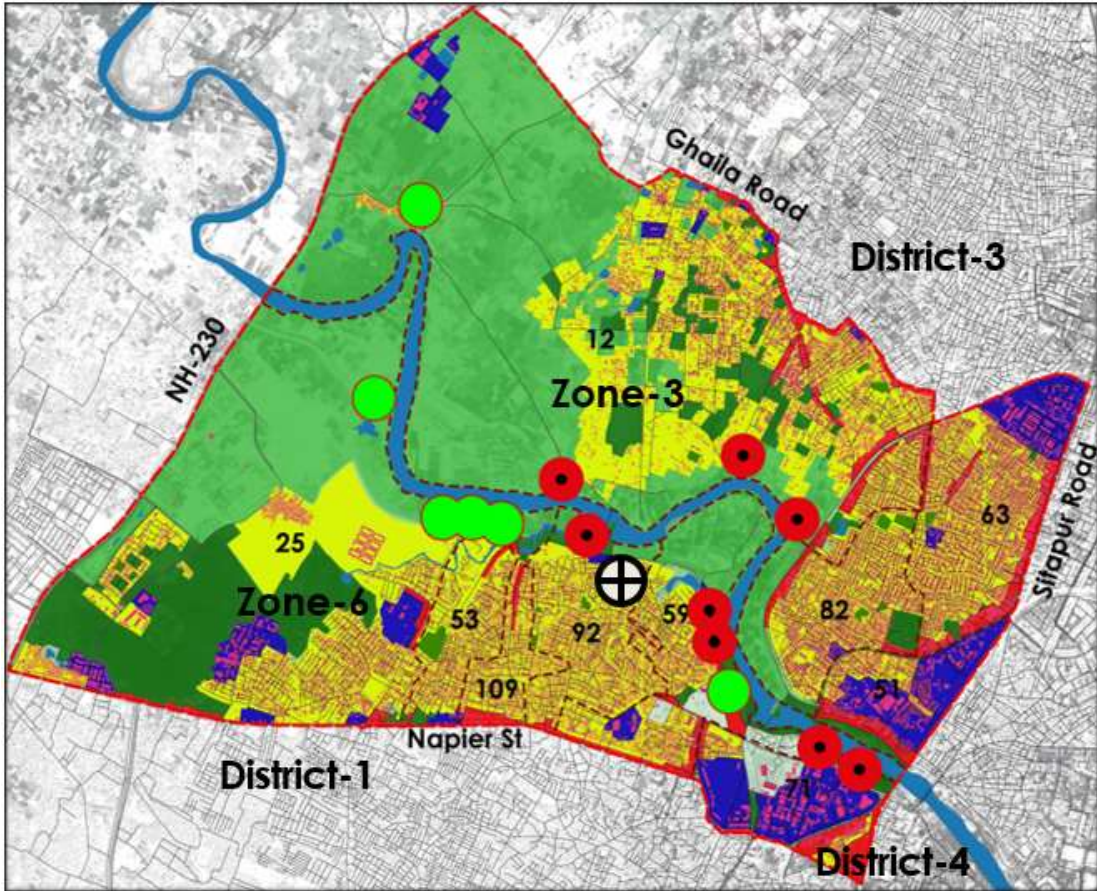 Ghaila Road
District-3
NH-230
12
Zone-3
Sitapur Road
63
25
Zone-6
53
92
59
82
109
51
Napier St
District-1
71
District-4